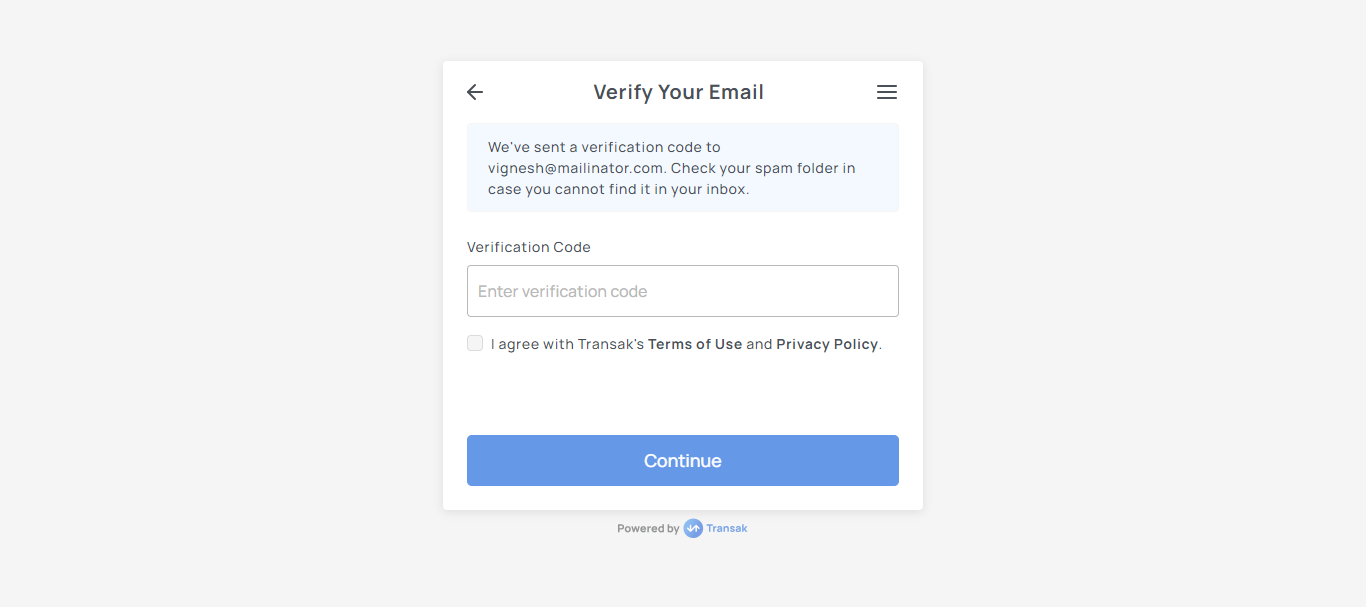 Verify Your Email
We've sent a verification code to
vignesh@mailinator.com. Check your spam folder in
case you cannot find it in your inbox.
Verification Code
Enter verification code
I agree with Transak's Terms of Use and Privacy Policy.
Continue
Powered by Transak